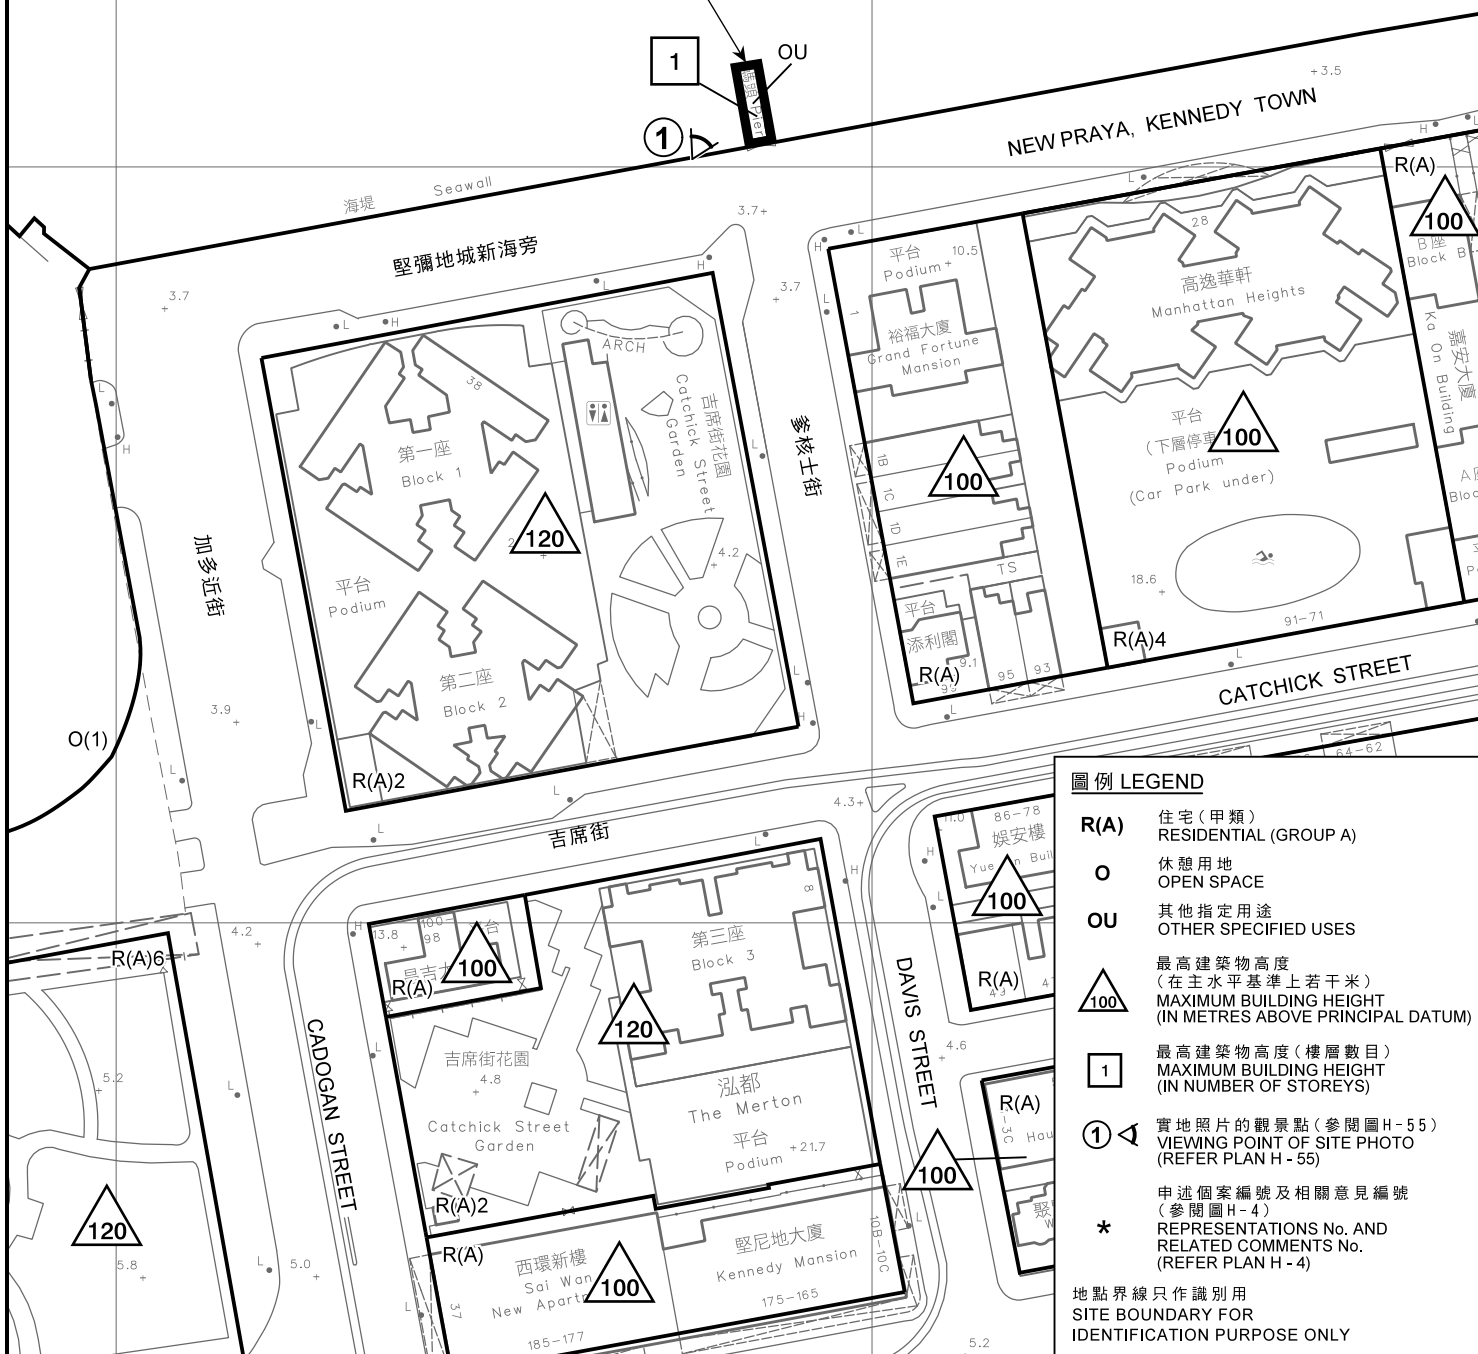 1
OU
碼頭 Pier
1
+3.5
NEW PRAYA, KENNEDY TOWN
H
L
R(A)
100
海堤
Seawall
3.7+
堅彌地城新海旁
H
L
L
H
3.7
3.7
L
H
L
平台
Podium
10.5
28
高逸華軒
Manhattan Heights
B座
Block B
1
裕福大廈
Grand Fortune
Mansion
Ka On Building
嘉安大廈
ARCH
38
第一座
Block 1
吉席街花園
Catchick Street
Garden
爹核士街
L
L
H
平台
(下層停車
Podium
(Car Park under)
100
100
1B
1C
1D
1E
TS
120
4.2
加多近街
平台
Podium
18.6
91-71
平台
添利閣
9.1
R(A)
95
93
R(A)4
L
L
CATCHICK STREET
第二座
Block 2
3.9
L
L
H
O(1)
L
R(A)2
L
L
吉席街
L
4.3+
64-62
圖例 LEGEND
R(A)
住宅(甲類)
RESIDENTIAL (GROUP A)
O
休憩用地
OPEN SPACE
OU
其他指定用途
OTHER SPECIFIED USES
100
最高建築物高度
(在主水平基準上若干米)
MAXIMUM BUILDING HEIGHT
(IN METRES ABOVE PRINCIPAL DATUM)
1
最高建築物高度(樓層數目)
MAXIMUM BUILDING HEIGHT
(IN NUMBER OF STOREYS)
1
實地照片的觀景點(參閱圖H-55)
VIEWING POINT OF SITE PHOTO
(REFER PLAN H - 55)
*
申述個案編號及相關意見編號
(參閱圖H-4)
REPRESENTATIONS No. AND
RELATED COMMENTS No.
(REFER PLAN H - 4)
地點界線只作識別用
SITE BOUNDARY FOR
IDENTIFICATION PURPOSE ONLY
86-78
娛安樓
100
H
L
R(A)
4.2
R(A)6
H
13.8
98
100
R(A)
8
第三座
Block 3
H
L
120
DAVIS STREET
4.6
R(A)
100
CADOGAN STREET
L
L
吉席街花園
4.8
Catchick Street
Garden
泓都
The Merton
平台
Podium
+21.7
5.2
120
5.8
5.0
L
R(A)2
R(A)
西環新樓
Sai Wan
New Apart
100
堅尼地大廈
Kennedy Mansion
175-165
10B-10C
L
L
37
185-177
5.2